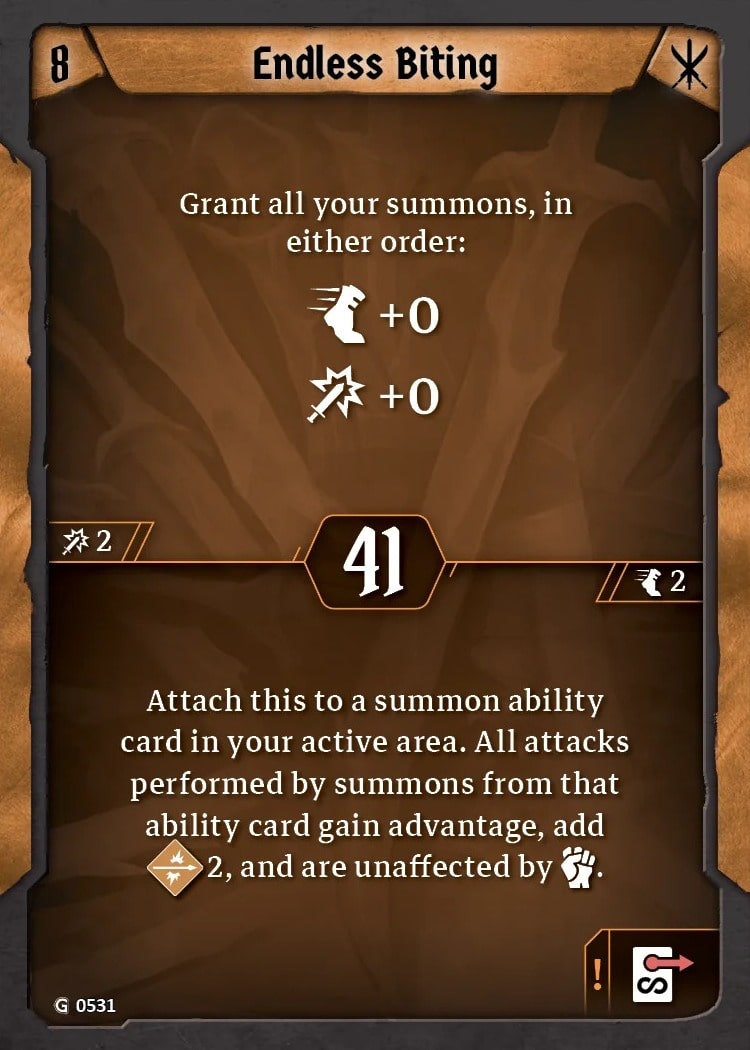 8
Endless Biting
Grant all your summons, in
either order:
+0
+0
2
41
2
Attach this to a summon ability
card in your active area. All attacks
performed by summons from that
ability card gain advantage, add
2, and are unaffected by .
!
G 0531